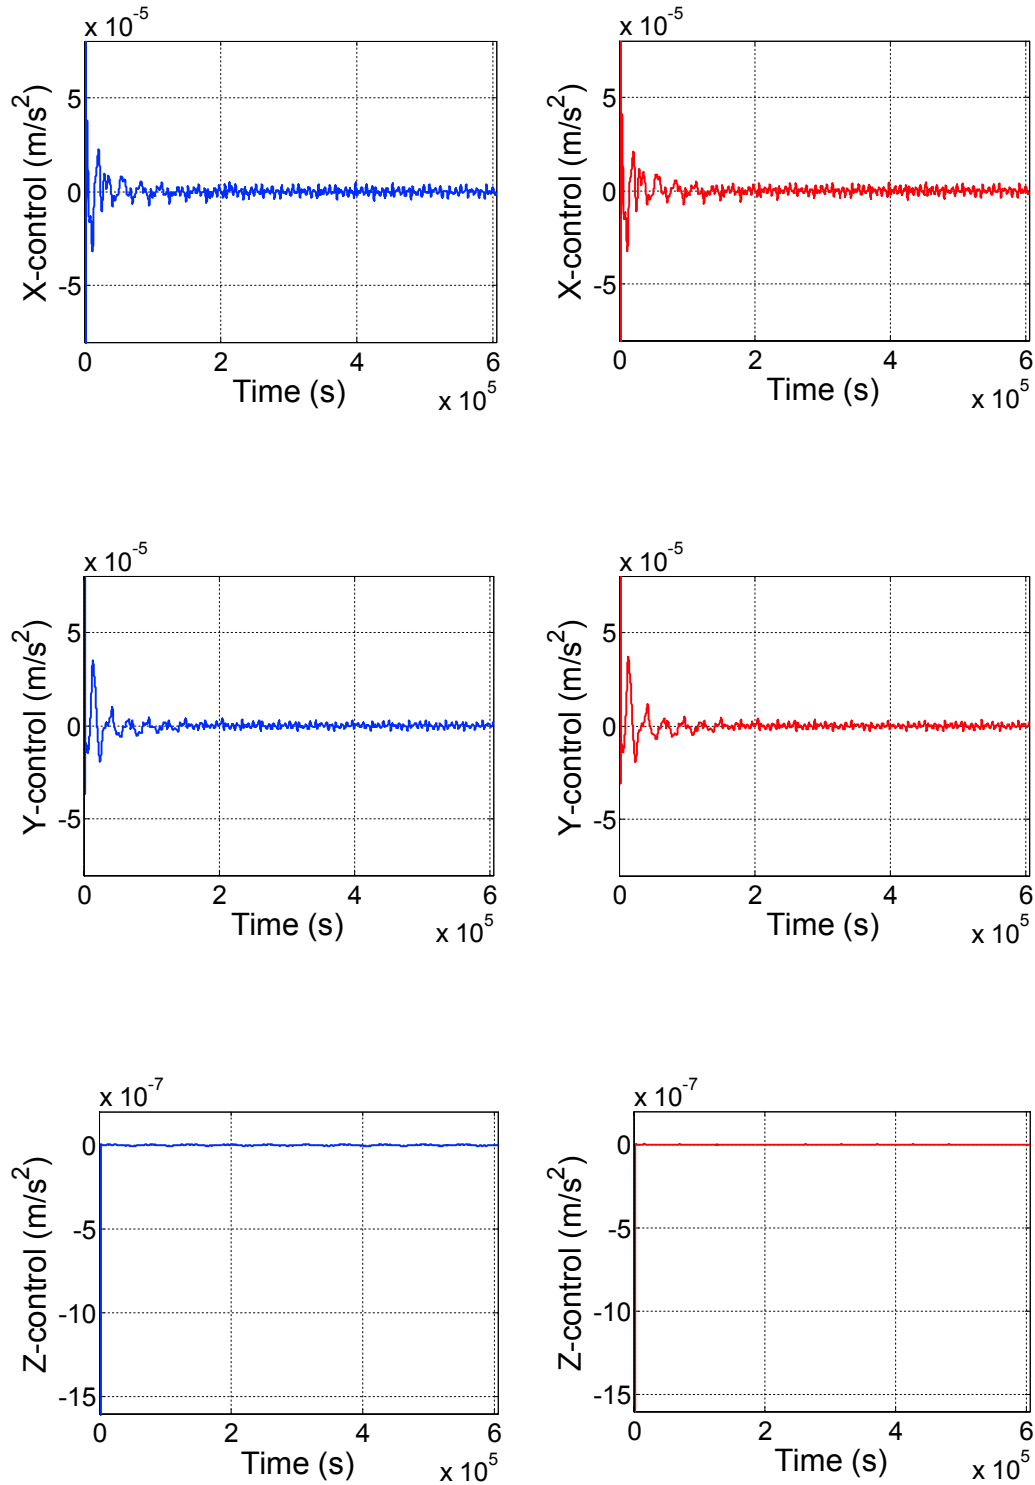 x 10^-5
X-control (m/s^2)
5
0
-5
0 2 4 6
Time (s)
x 10^5
x 10^-5
X-control (m/s^2)
5
0
-5
0 2 4 6
Time (s)
x 10^5
x 10^-5
Y-control (m/s^2)
5
0
-5
0 2 4 6
Time (s)
x 10^5
x 10^-5
Y-control (m/s^2)
5
0
-5
0 2 4 6
Time (s)
x 10^5
x 10^-7
Z-control (m/s^2)
0
-5
-10
-15
0 2 4 6
Time (s)
x 10^5
x 10^-7
Z-control (m/s^2)
0
-5
-10
-15
0 2 4 6
Time (s)
x 10^5